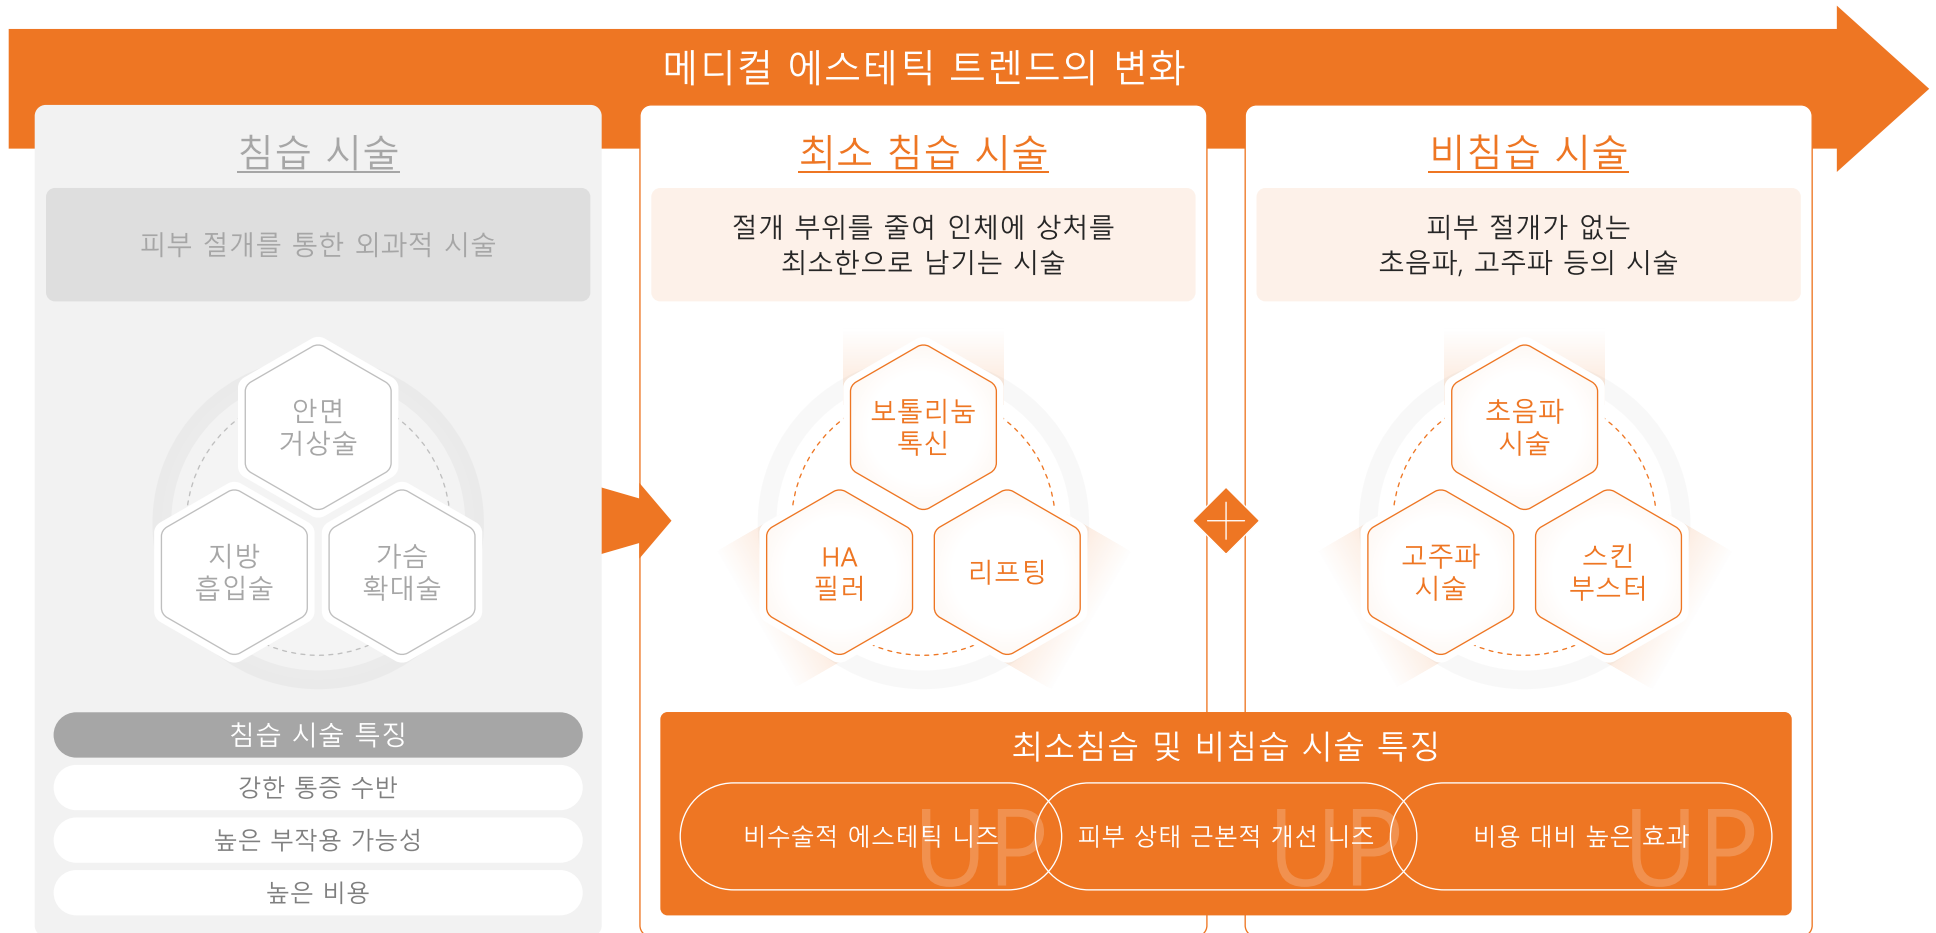 메디컬 에스테틱 트렌드의 변화
침습 시술
피부 절개를 통한 외과적 시술
안면
거상술
지방
흡입술
가슴
확대술
침습 시술 특징
강한 통증 수반
높은 부작용 가능성
높은 비용
최소 침습 시술
절개 부위를 줄여 인체에 상처를
최소한으로 남기는 시술
보톨리눔
톡신
HA
필러
리프팅
비침습 시술
피부 절개가 없는
초음파, 고주파 등의 시술
초음파
시술
고주파
시술
스킨
부스터
최소침습 및 비침습 시술 특징
비수술적 에스테틱 니즈
UP
피부 상태 근본적 개선 니즈
UP
비용 대비 높은 효과
UP